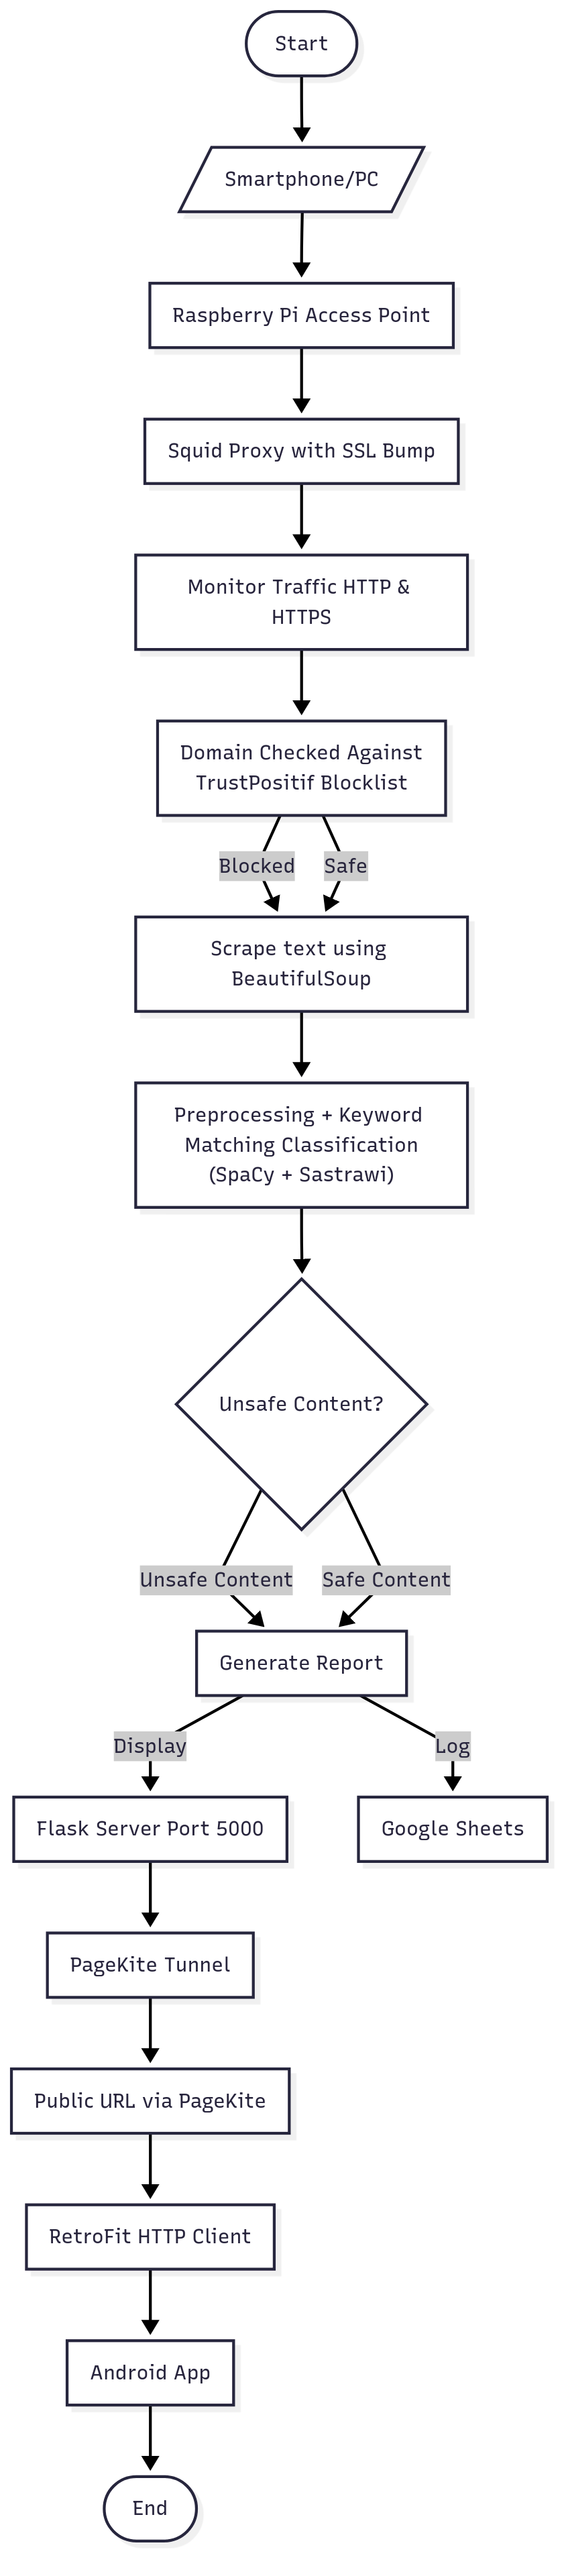 Start
Smartphone/PC
Raspberry Pi Access Point
Squid Proxy with SSL Bump
Monitor Traffic HTTP &
HTTPS
Domain Checked Against
TrustPositif Blocklist
Blocked
Safe
Scrape text using
BeautifulSoup
Preprocessing + Keyword
Matching Classification
(SpaCy + Sastrawi)
Unsafe Content?
Unsafe Content
Safe Content
Generate Report
Display
Log
Flask Server Port 5000
Google Sheets
PageKite Tunnel
Public URL via PageKite
RetroFit HTTP Client
Android App
End